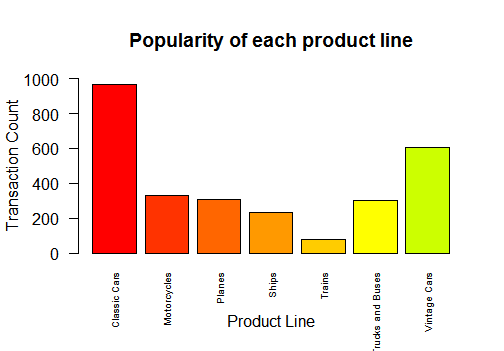 Popularity of each product line
Transaction Count
1000
800
600
400
200
0
Classic Cars
Motorcycles
Planes
Ships
Trains
Trucks and Buses
Vintage Cars
Product Line